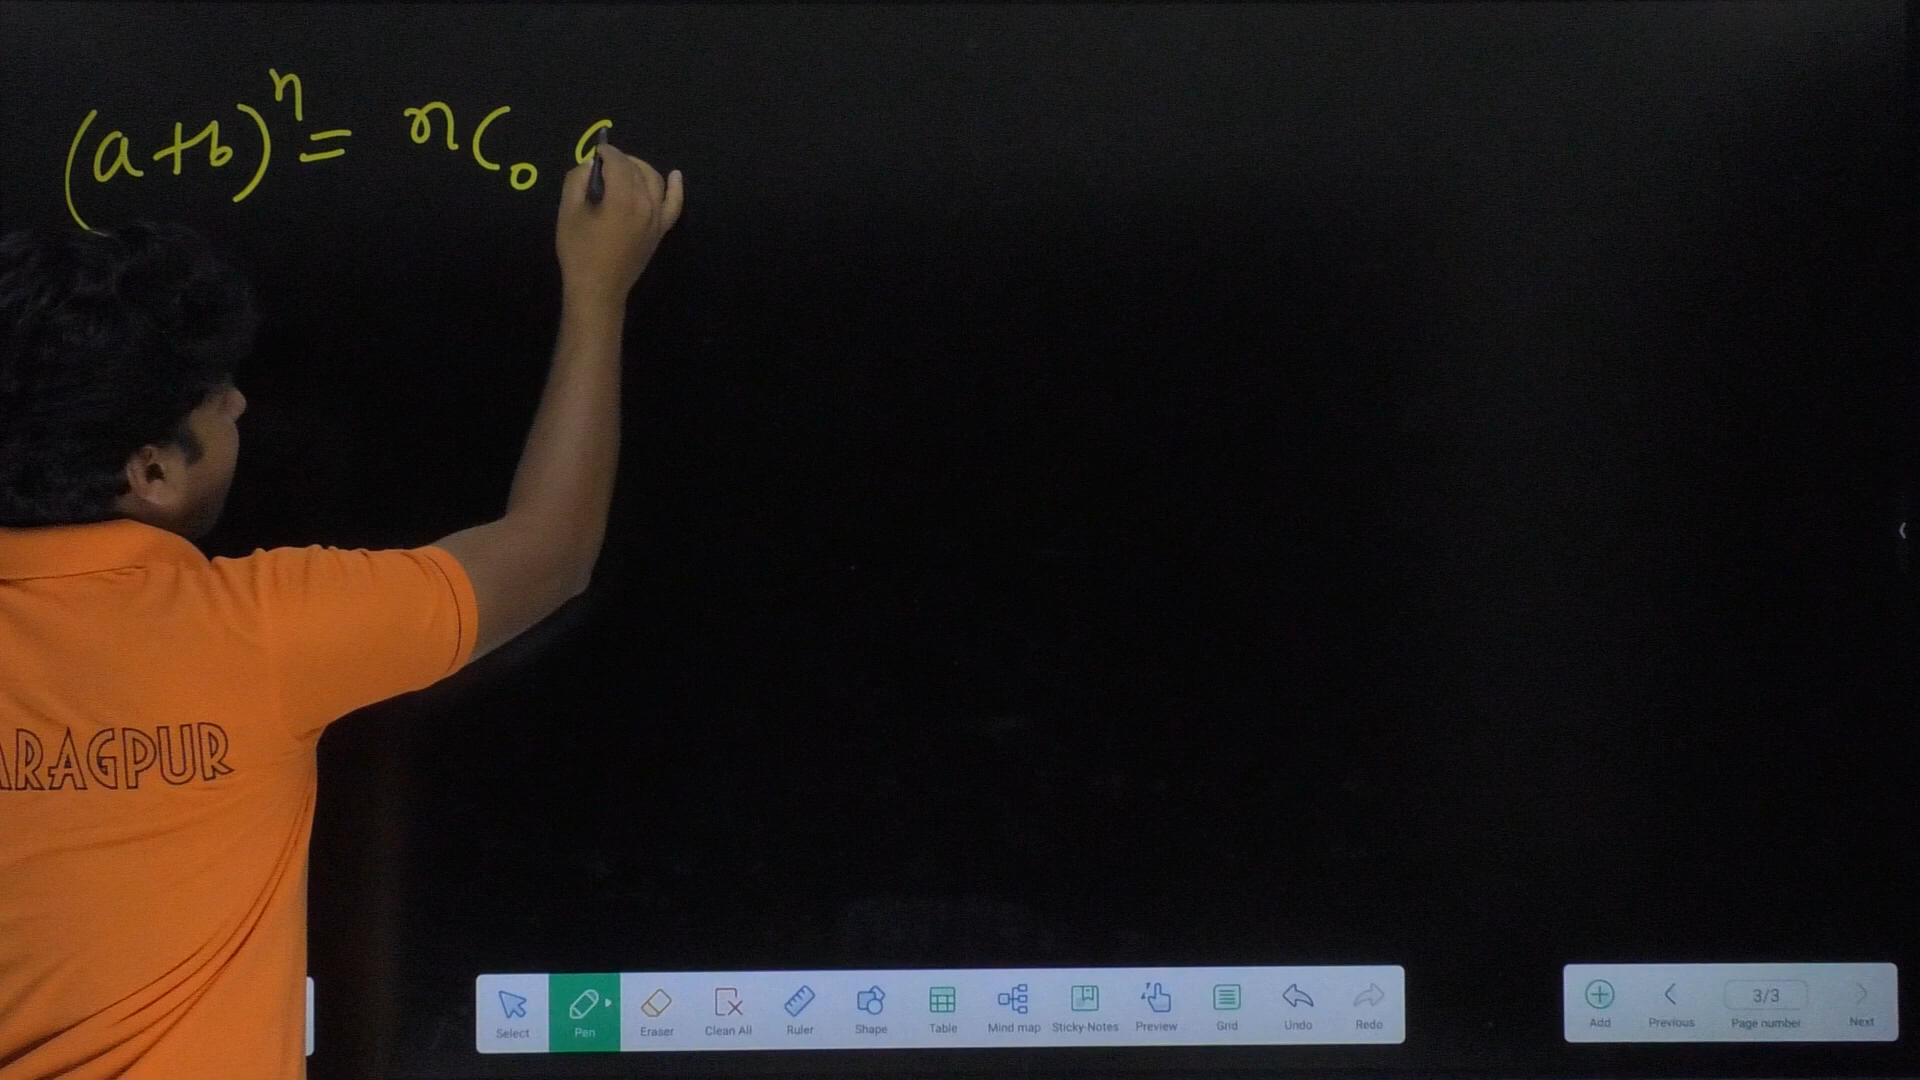 (a+b)ⁿ = nC₀ a
ARAGPUR
Select Pen Eraser Clean All Ruler Shape Table Mind map Sticky-Notes Preview Grid Undo Redo
3/3
Add Previous Page number Next